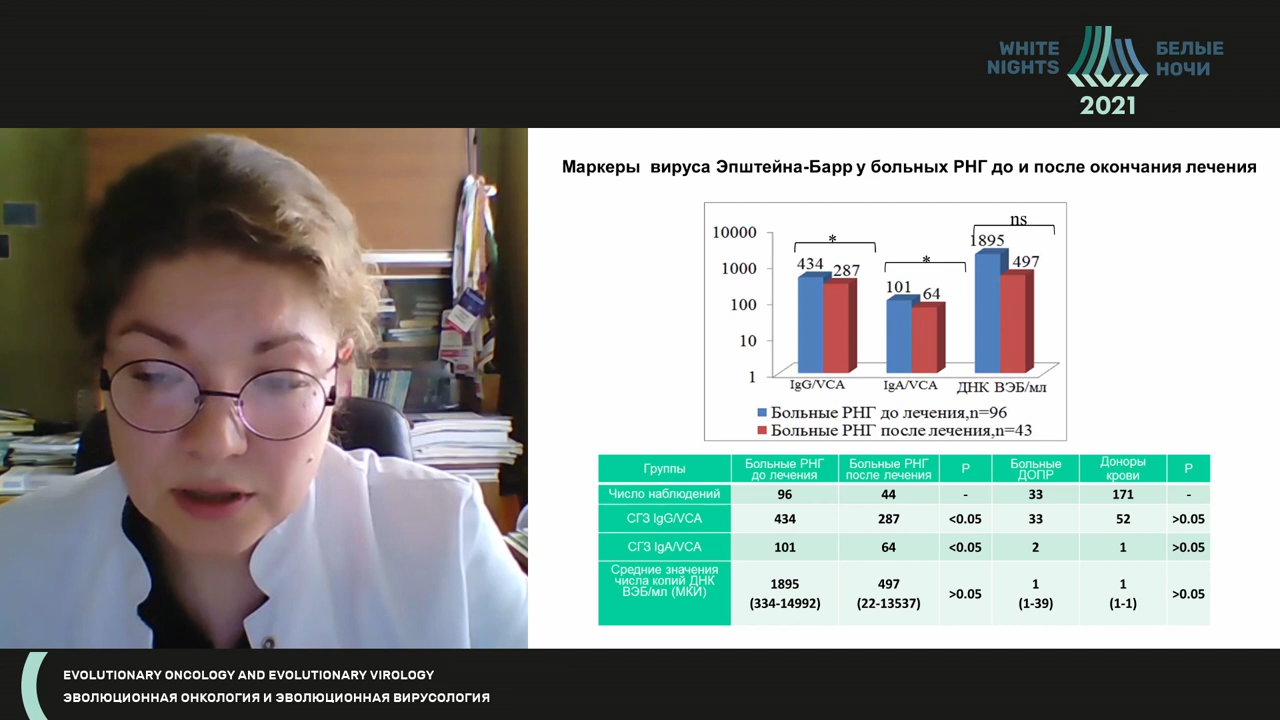 WHITE
NIGHTS
БЕЛЫЕ
НОЧИ
2021
Маркеры вируса Эпштейна-Барр у больных РНГ до и после окончания лечения
ns
*
*
10000
1000
100
10
1
434
287
101
64
1895
497
IgG/VCA
IgA/VCA
ДНК ВЭБ/мл
Больные РНГ до лечения,n=96
Больные РНГ после лечения,n=43
Группы
Больные РНГ
до лечения
Больные РНГ
после лечения
Р
Больные
ДОПР
Доноры
крови
Р
Число наблюдений 96 44 - 33 171 -
СГЗ IgG/VCA 434 287 <0.05 33 52 >0.05
СГЗ IgA/VCA 101 64 <0.05 2 1 >0.05
Средние значения
числа копий ДНК
ВЭБ/мл (МКИ)
1895
(334-14992)
497
(22-13537)
>0.05
1
(1-39)
1
(1-1)
>0.05
EVOLUTIONARY ONCOLOGY AND EVOLUTIONARY VIROLOGY
ЭВОЛЮЦИОННАЯ ОНКОЛОГИЯ И ЭВОЛЮЦИОННАЯ ВИРУСОЛОГИЯ